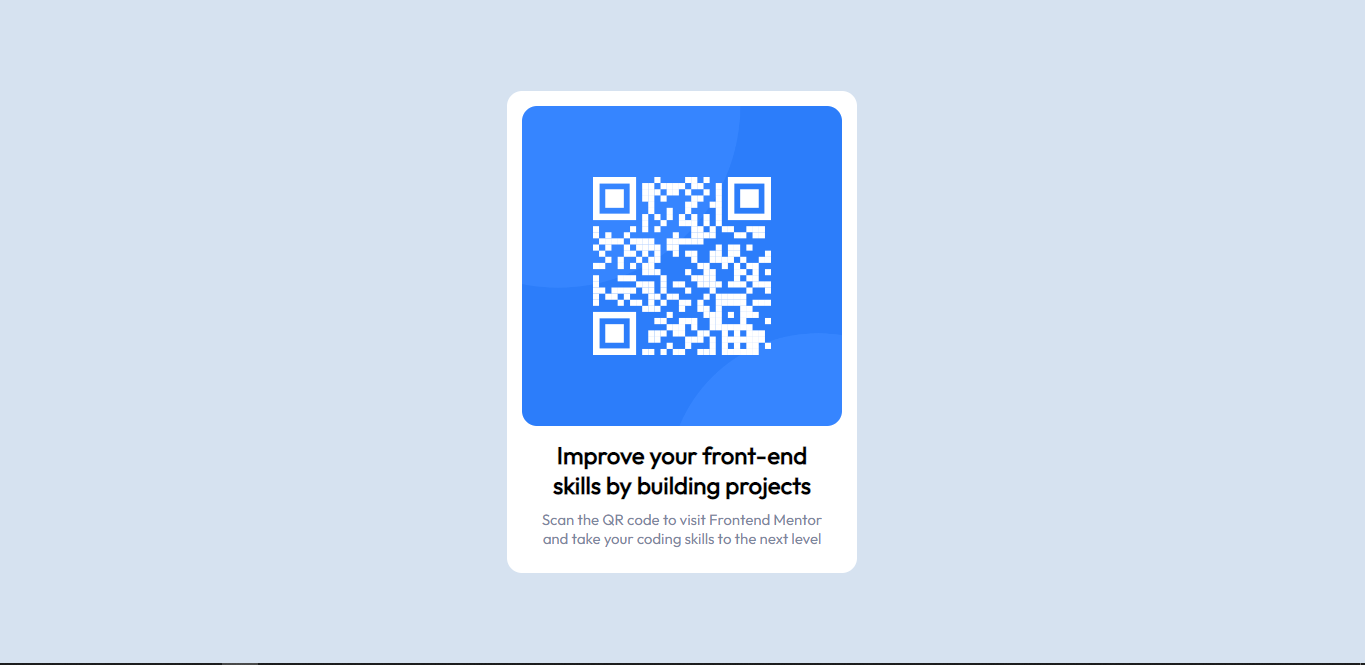 Improve your front-end
skills by building projects
Scan the QR code to visit Frontend Mentor
and take your coding skills to the next level